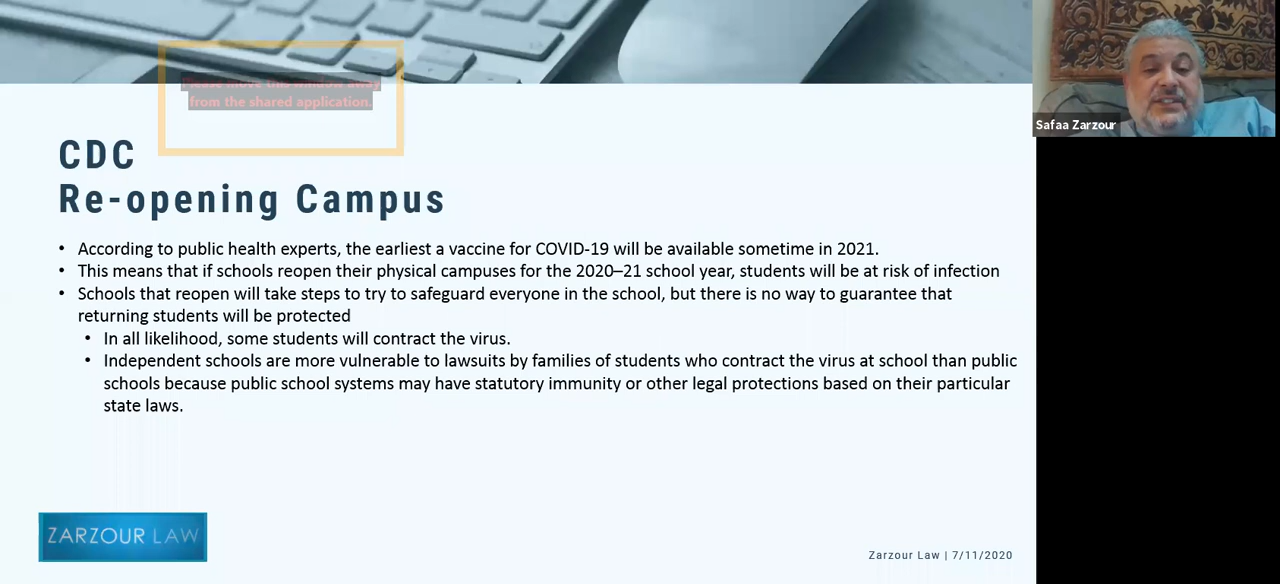 Please move this window away
from the shared application.
Safaa Zarzour
CDC
Re-opening Campus
• According to public health experts, the earliest a vaccine for COVID-19 will be available sometime in 2021.
• This means that if schools reopen their physical campuses for the 2020–21 school year, students will be at risk of infection
• Schools that reopen will take steps to try to safeguard everyone in the school, but there is no way to guarantee that
returning students will be protected
• In all likelihood, some students will contract the virus.
• Independent schools are more vulnerable to lawsuits by families of students who contract the virus at school than public
schools because public school systems may have statutory immunity or other legal protections based on their particular
state laws.
ZARZOUR LAW
Zarzour Law | 7/11/2020